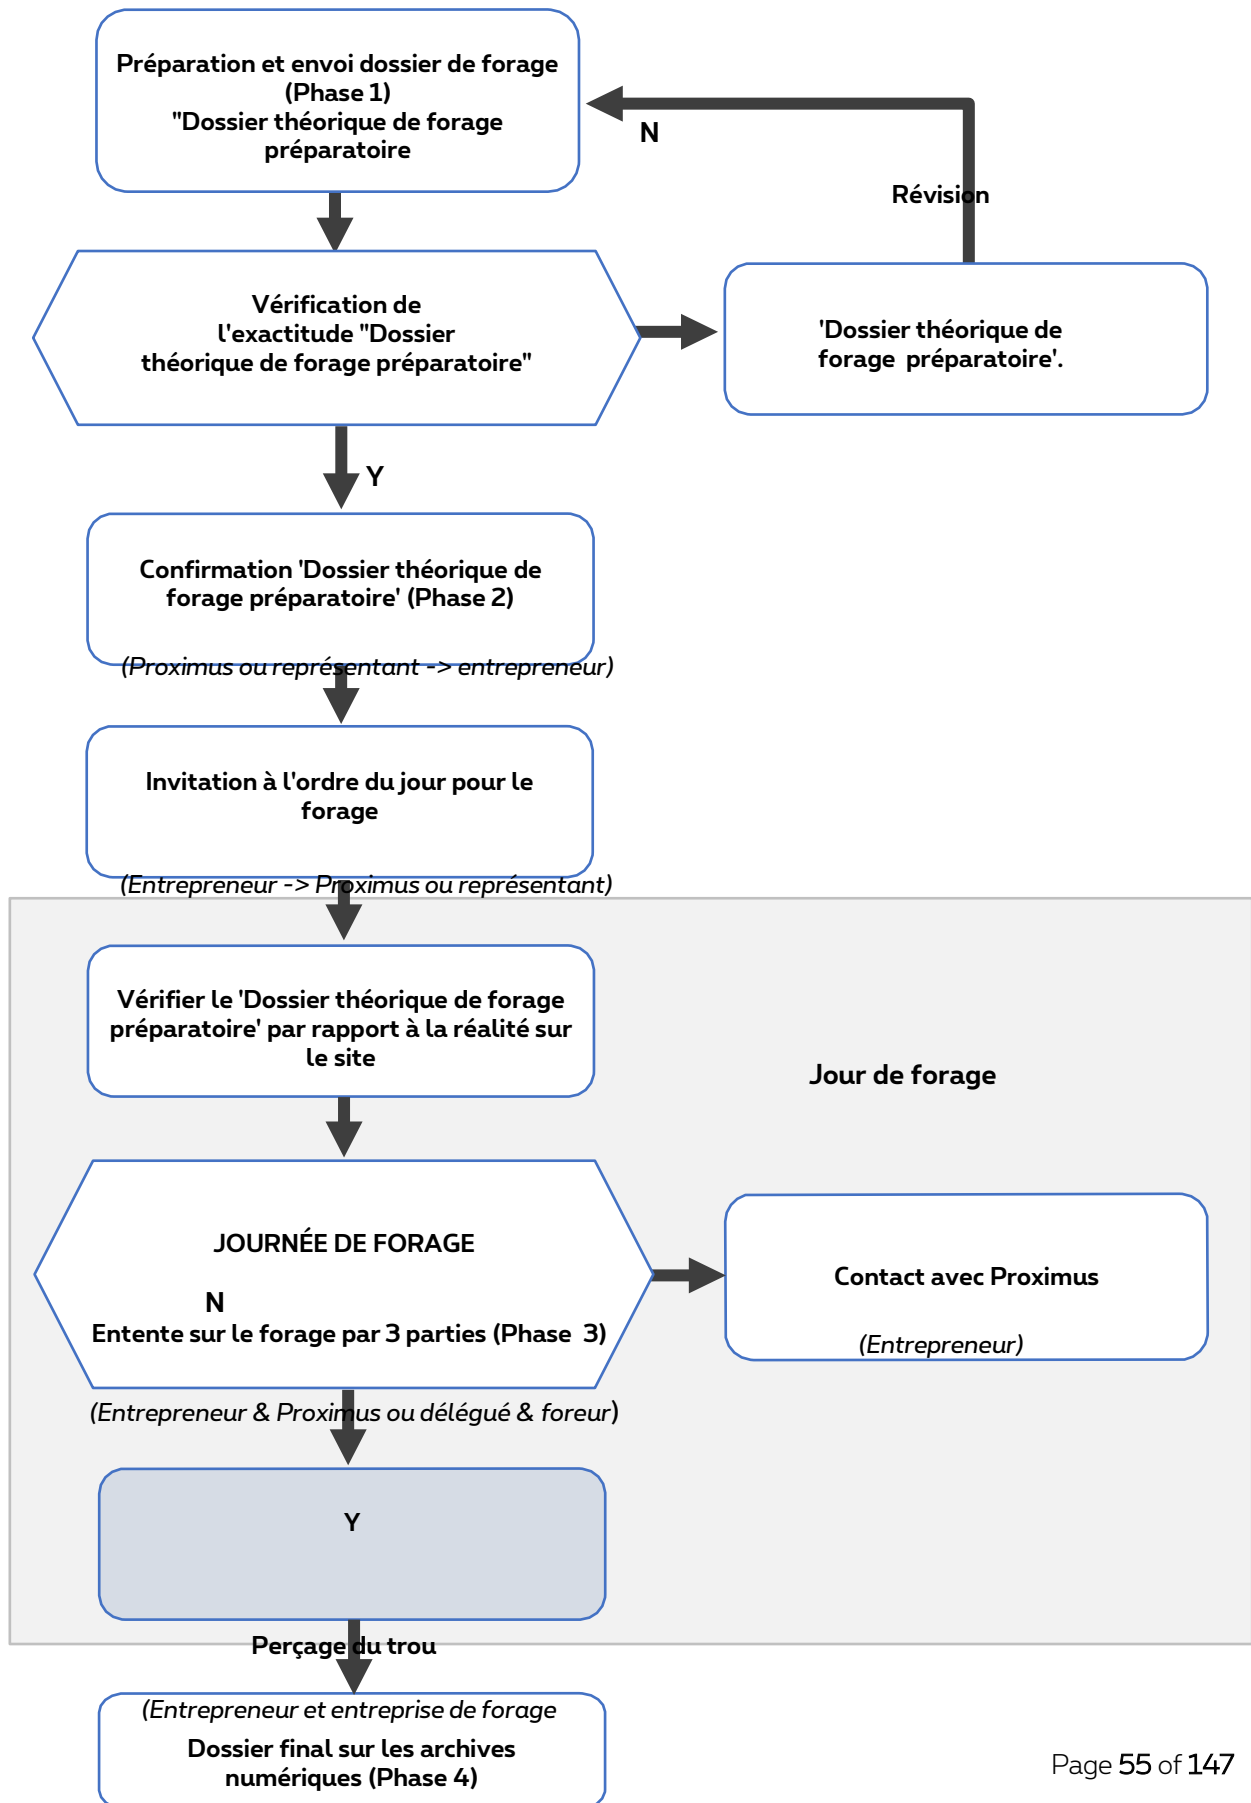 Préparation et envoi dossier de forage
(Phase 1)
"Dossier théorique de forage
préparatoire
N
Révision
Vérification de
l'exactitude "Dossier
théorique de forage préparatoire"
'Dossier théorique de
forage préparatoire'.
Y
Confirmation 'Dossier théorique de
forage préparatoire' (Phase 2)
(Proximus ou représentant -> entrepreneur)
Invitation à l'ordre du jour pour le
forage
(Entrepreneur -> Proximus ou représentant)
Vérifier le 'Dossier théorique de forage
préparatoire' par rapport à la réalité sur
le site
Jour de forage
JOURNÉE DE FORAGE
N
Entente sur le forage par 3 parties (Phase 3)
Contact avec Proximus
(Entrepreneur)
(Entrepreneur & Proximus ou délégué & foreur)
Y
Perçage du trou
(Entrepreneur et entreprise de forage
Dossier final sur les archives
numériques (Phase 4)
Page 55 of 147